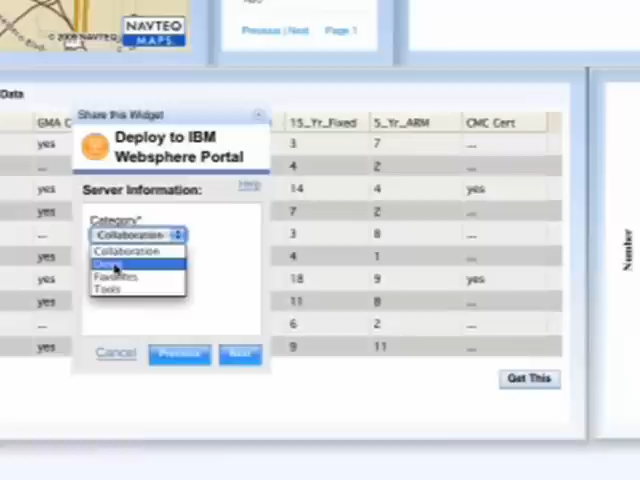 © 2008 NAVTEQ
NAVTEQ
MAPS
Previous | Next Page 1
Data
Share this Widget
Deploy to IBM
Websphere Portal
Server Information:
Help
Category*
Collaboration
Collaboration
Favorites
Tools
Cancel
Previous
Next
GMA C 15_Yr_Fixed 5_Yr_ARM CMC Cert
yes 3 7 ...
4 2 ...
yes 14 4 yes
yes 7 2 ...
... 3 8 ...
yes 4 1 ...
yes 18 9 yes
yes 11 8 ...
... 6 2 ...
yes 9 11 ...
Get This
Number